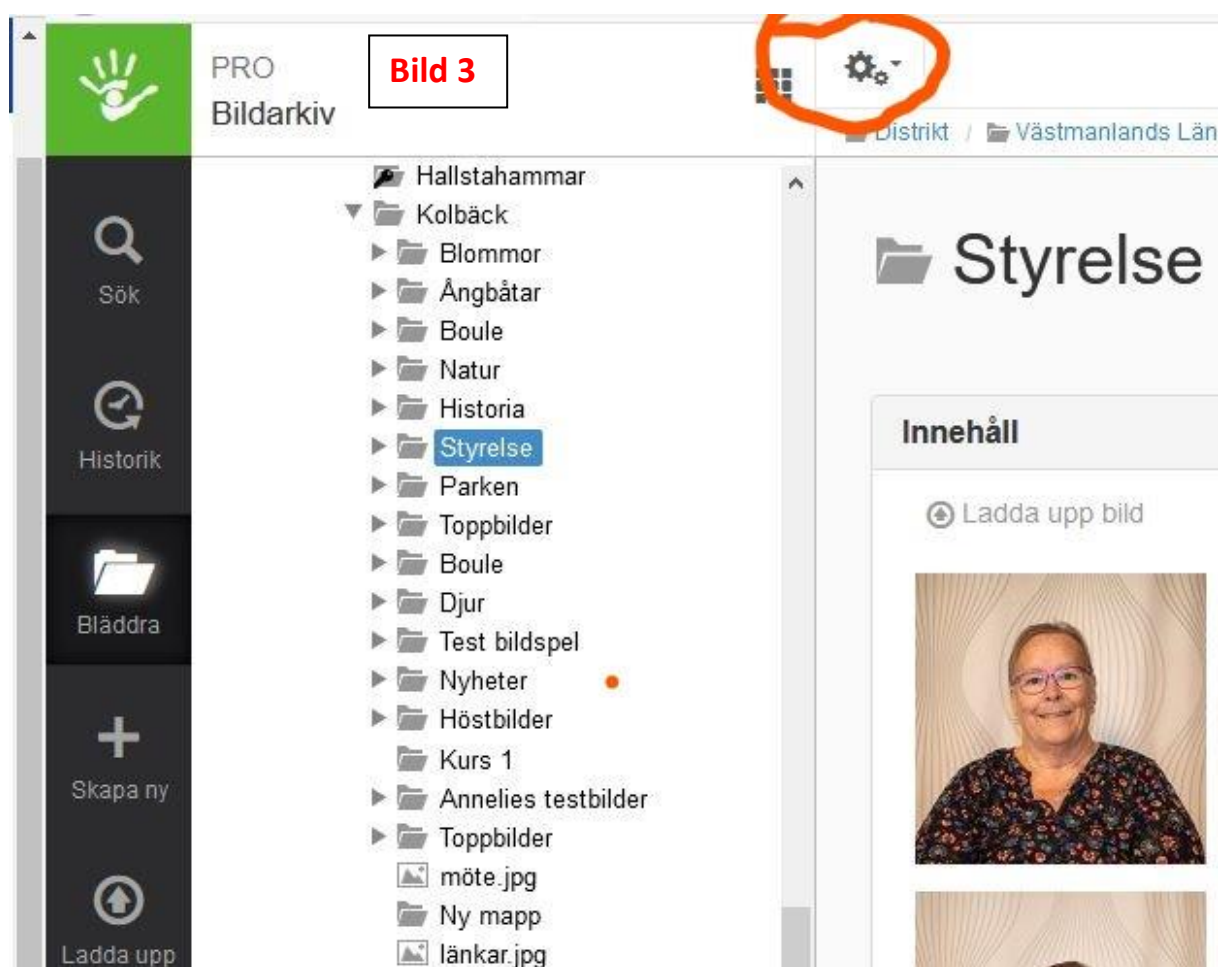 PRO
Bildarkiv
Bild 3
Distrikt / Västmanlands Län
Sök
Historik
Bläddra
Skapa ny
Ladda upp
Hallstahammar
Kolbäck
Blommor
Ångbåtar
Boule
Natur
Historia
Styrelse
Parken
Toppbilder
Boule
Djur
Test bildspel
Nyheter
Höstbilder
Kurs 1
Annelies testbilder
Toppbilder
möte.jpg
Ny mapp
länkar.jpg
Styrelse
Innehåll
Ladda upp bild